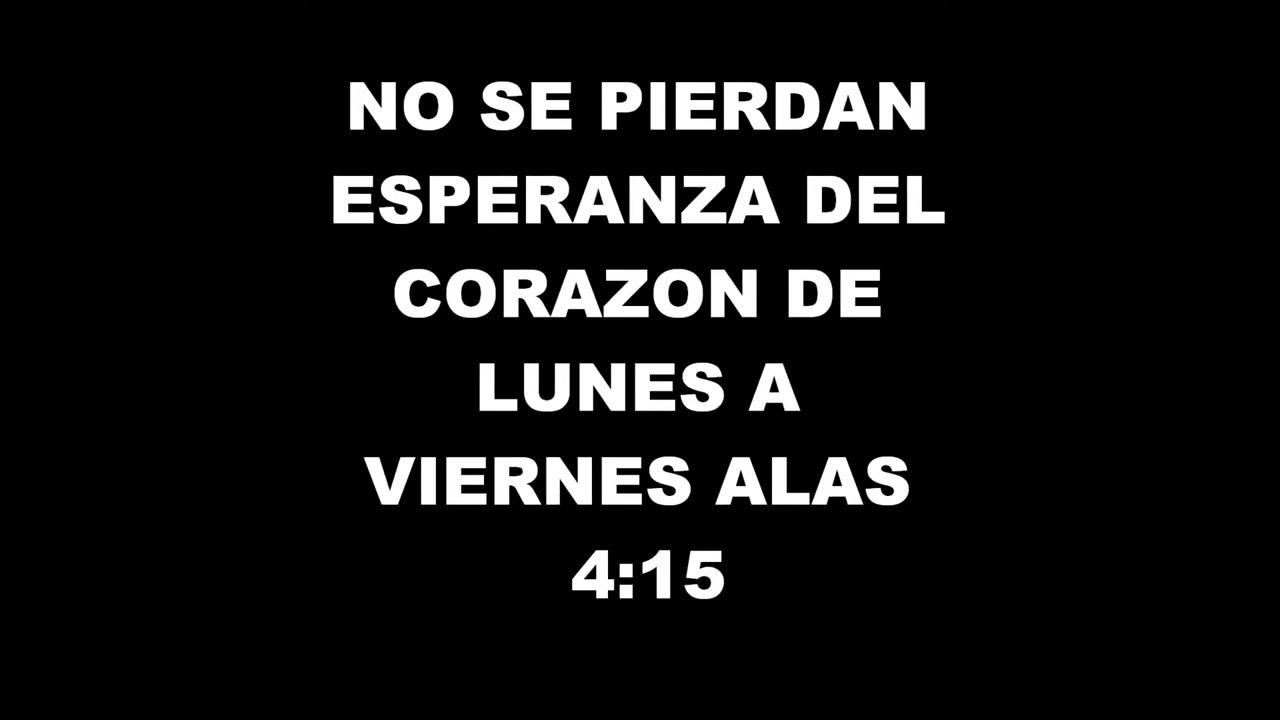 NO SE PIERDAN
ESPERANZA DEL
CORAZON DE
LUNES A
VIERNES ALAS
4:15